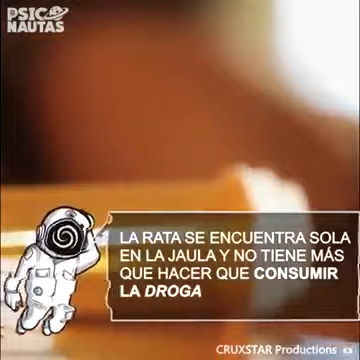 PSICO
NAUTAS
LA RATA SE ENCUENTRA SOLA
EN LA JAULA Y NO TIENE MÁS
QUE HACER QUE CONSUMIR
LA DROGA
CRUXSTAR Productions